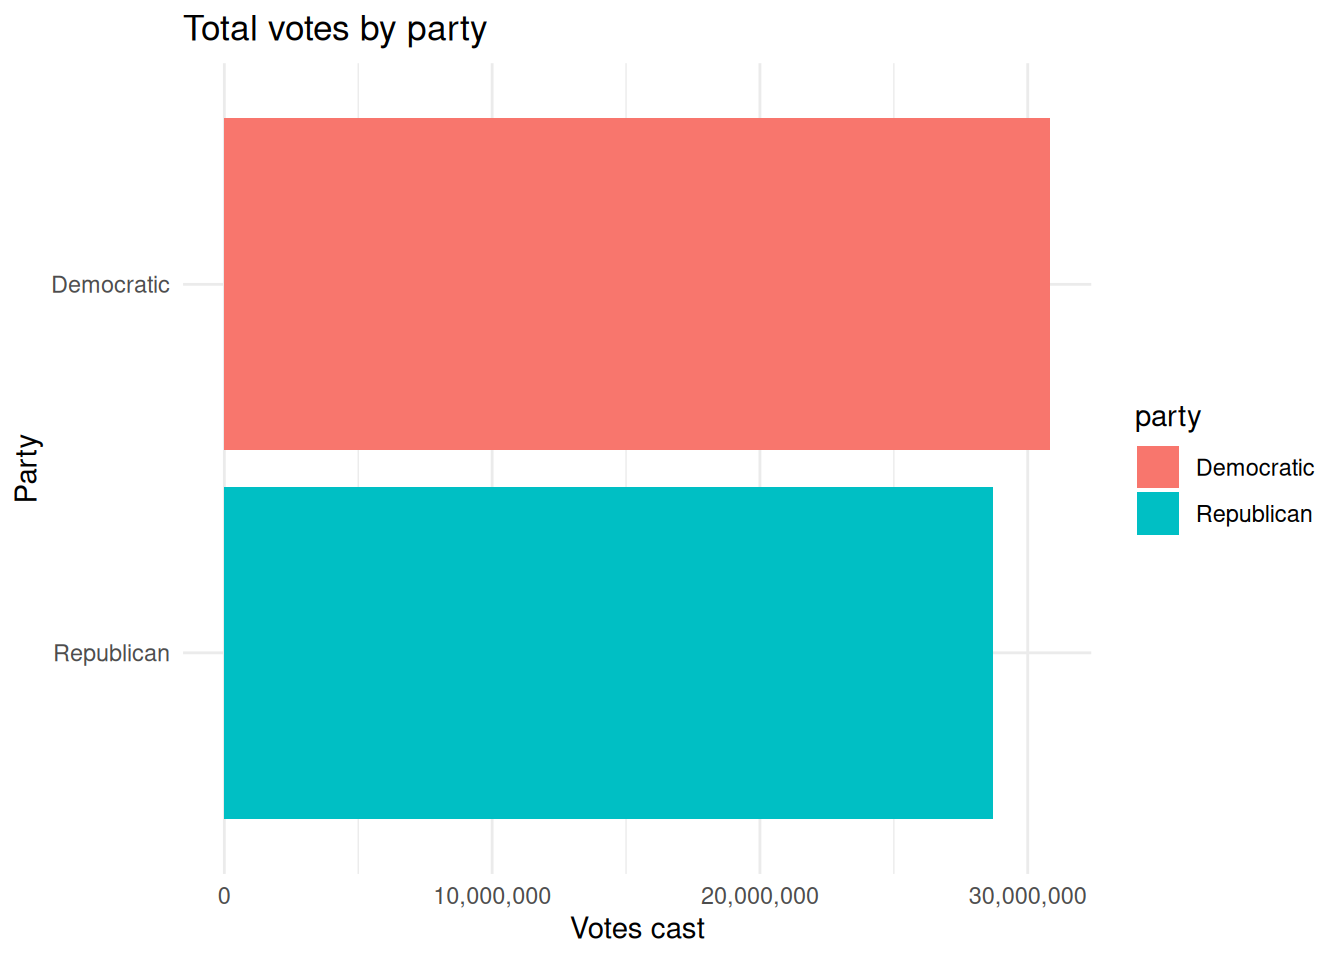 Total votes by party
Democratic
Republican
Party
0
10,000,000
20,000,000
30,000,000
Votes cast
party
Democratic
Republican